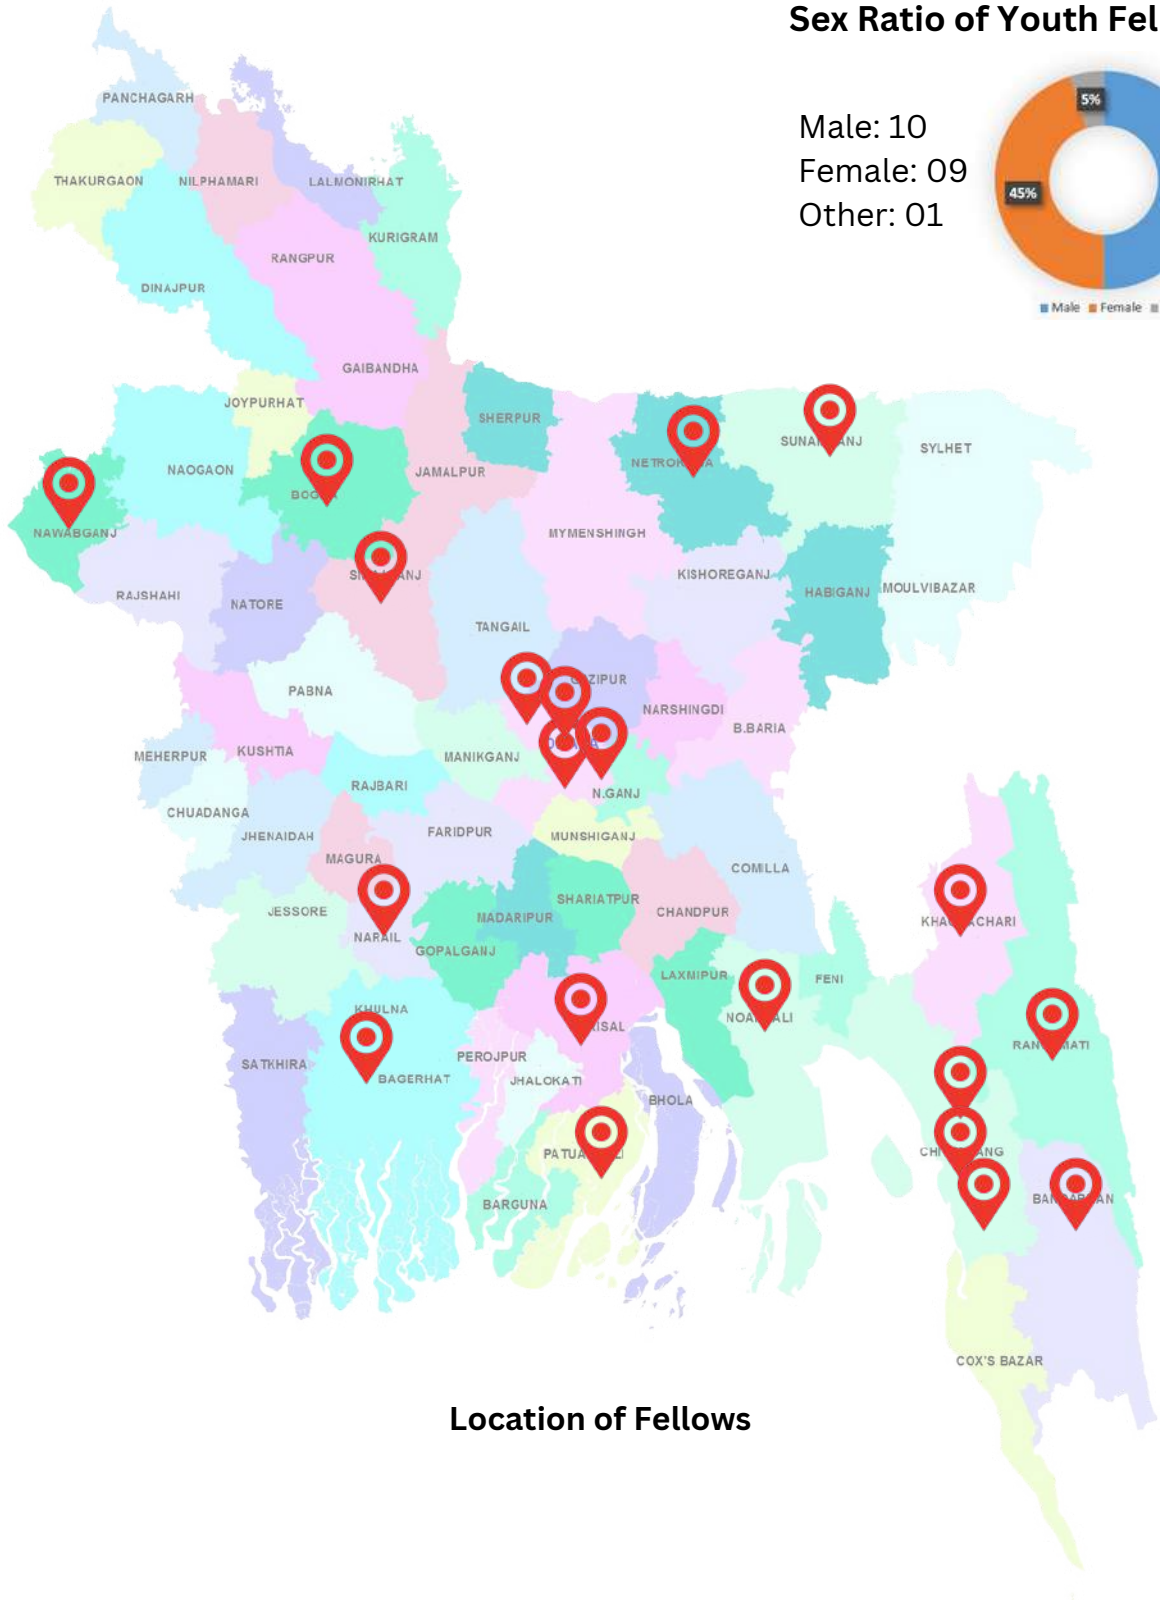 Sex Ratio of Youth Fel
5%
Male: 10
Female: 09
Other: 01
45%
Male Female
PANCHAGARH
THAKURGAON
NILPHAMARI
LALMONIRHAT
KURIGRAM
RANGPUR
DINAJPUR
GAIBANDHA
JOYPURHAT
SHERPUR
SYLHET
NAOGAON
JAMALPUR
NAWABGANJ
MYMENSHINGH
KISHOREGANJ
RAJSHAHI
NATORE
HABIGANJ
MOULVIBAZAR
TANGAIL
PABNA
NARSHINGDI
B.BARIA
MEHERPUR
KUSHTIA
MANIKGANJ
RAJBARI
N.GANJ
CHUADANGA
JHENAIDAH
FARIDPUR
MUNSHIGANJ
MAGURA
COMILLA
SHARIATPUR
JESSORE
MADARIPUR
CHANDPUR
NARAIL
GOPALGANJ
LAXMIPUR
FENI
KHULNA
PEROJPUR
SATKHIRA
BAGERHAT
JHALOKATI
BHOLA
BARGUNA
COX'S BAZAR
Location of Fellows